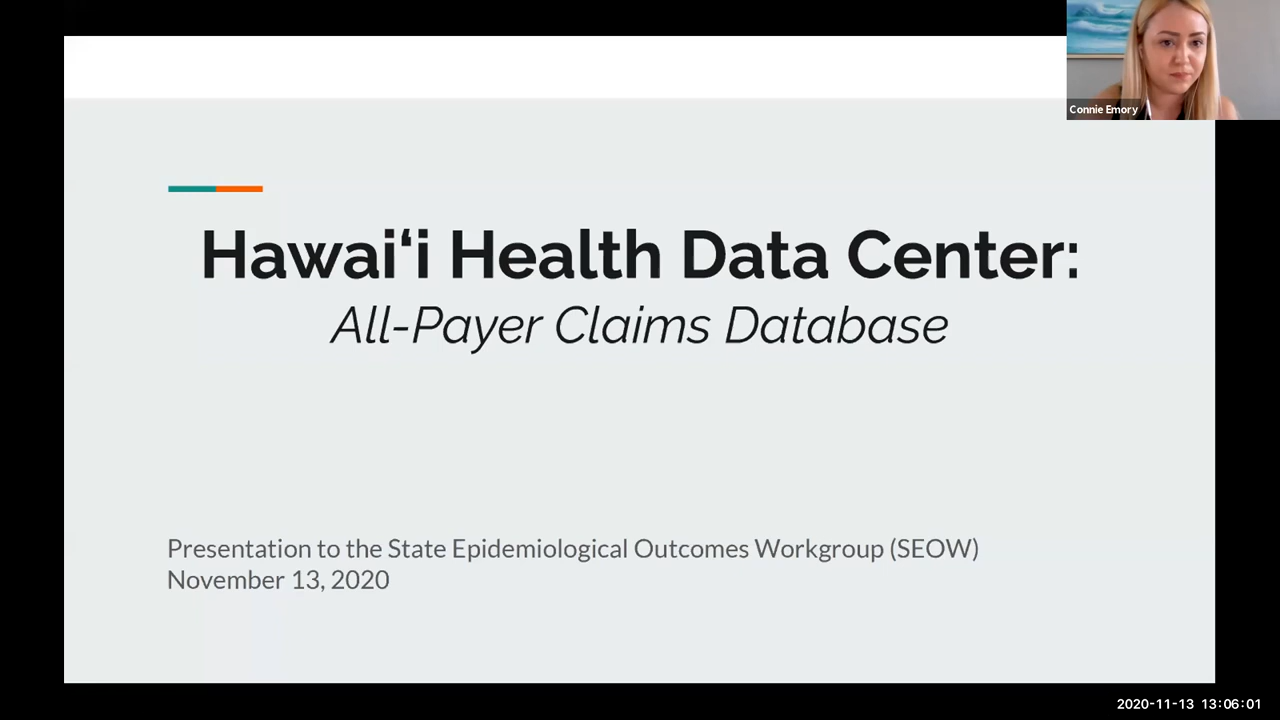 Connie Emory
Hawaiʻi Health Data Center:
All-Payer Claims Database
Presentation to the State Epidemiological Outcomes Workgroup (SEOW)
November 13, 2020
2020-11-13 13:06:01